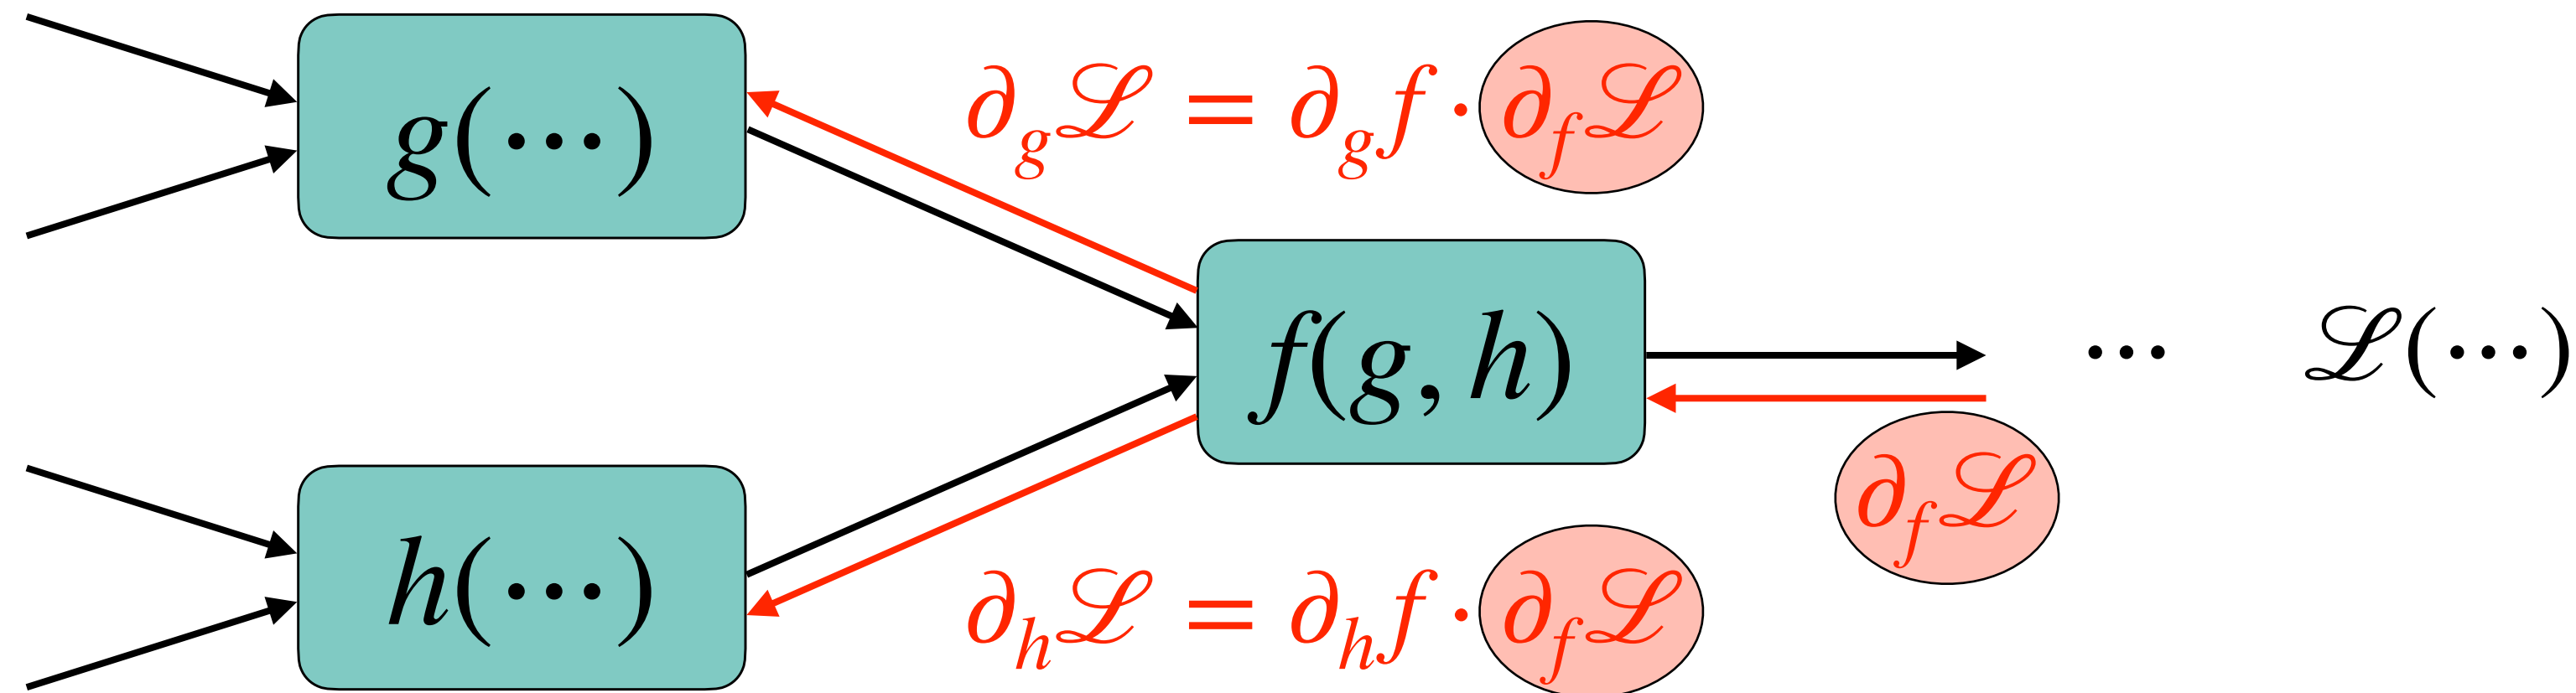 g(⋯)
∂_gℒ = ∂_g f · ∂_fℒ
f(g, h)
⋯
ℒ(⋯)
∂_fℒ
h(⋯)
∂_hℒ = ∂_h f · ∂_fℒ